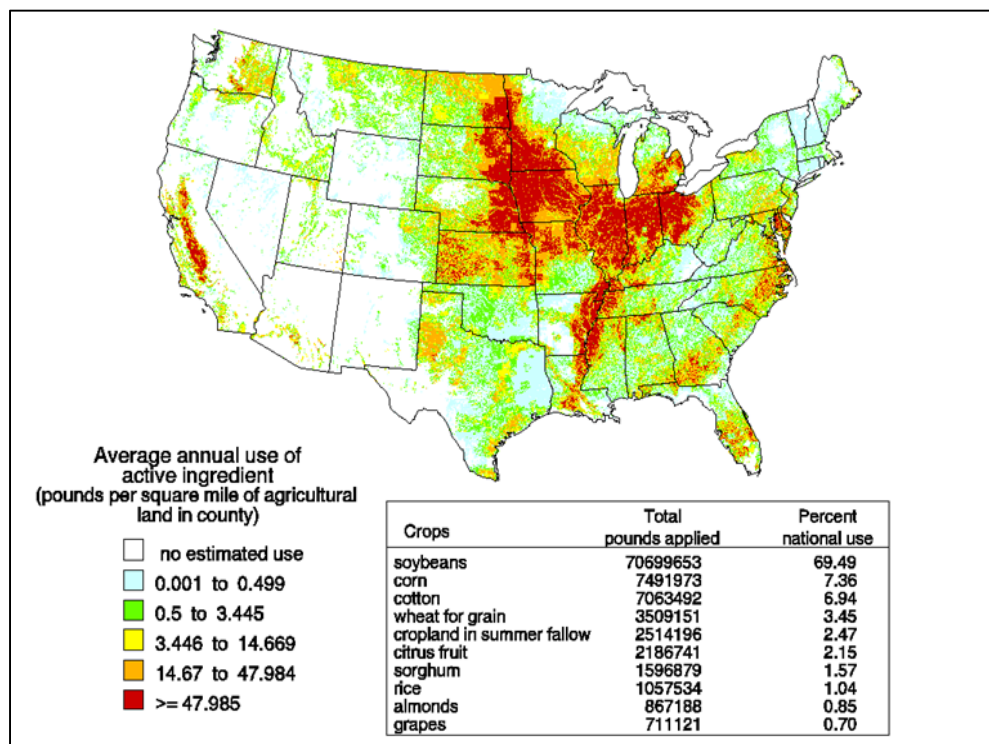 Average annual use of
active ingredient
(pounds per square mile of agricultural
land in county)
no estimated use
0.001 to 0.499
0.5 to 3.445
3.446 to 14.669
14.67 to 47.984
>= 47.985
Crops Total pounds applied Percent national use
soybeans 70699653 69.49
corn 7491973 7.36
cotton 7063492 6.94
wheat for grain 3509151 3.45
cropland in summer fallow 2514196 2.47
citrus fruit 2186741 2.15
sorghum 1596879 1.57
rice 1057534 1.04
almonds 867188 0.85
grapes 711121 0.70